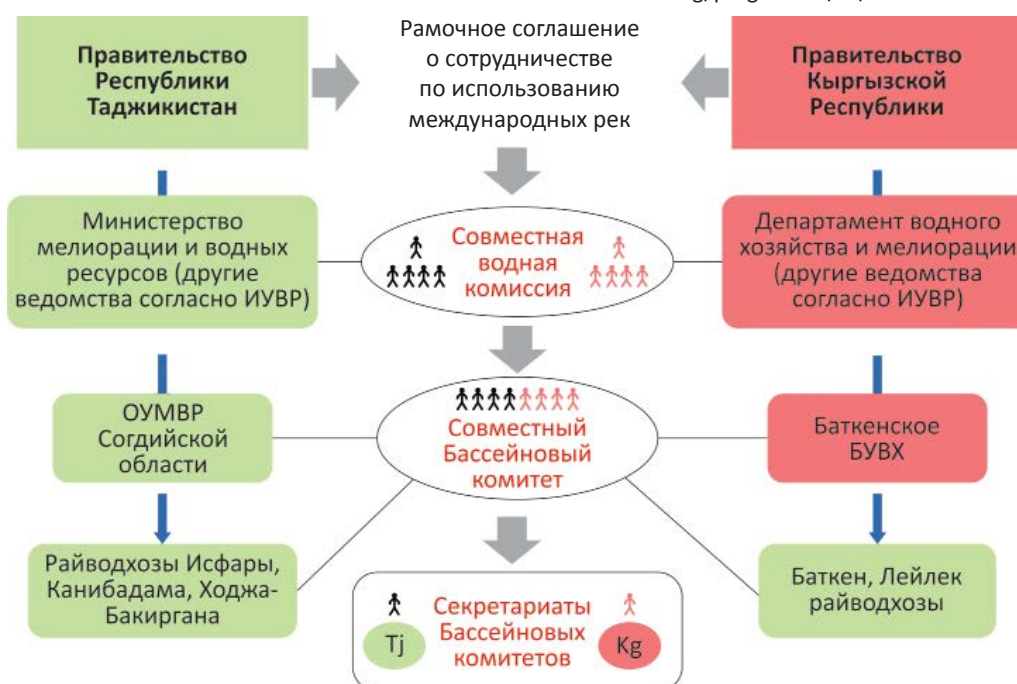 Правительство
Республики
Таджикистан
Рамочное соглашение
о сотрудничестве
по использованию
международных рек
Правительство
Кыргызской
Республики
Министерство
мелиорации и водных
ресурсов (другие
ведомства согласно ИУВР)
Совместная
водная
комиссия
Департамент водного
хозяйства и мелиорации
(другие ведомства
согласно ИУВР)
ОУМВР
Согдийской
области
Совместный
Бассейновый
комитет
Баткенское
БУВХ
Райводхозы Исфары,
Канибадама, Ходжа-
Бакиргана
Tj
Секретариаты
Бассейновых
комитетов
Kg
Баткен, Лейлек
райводхозы